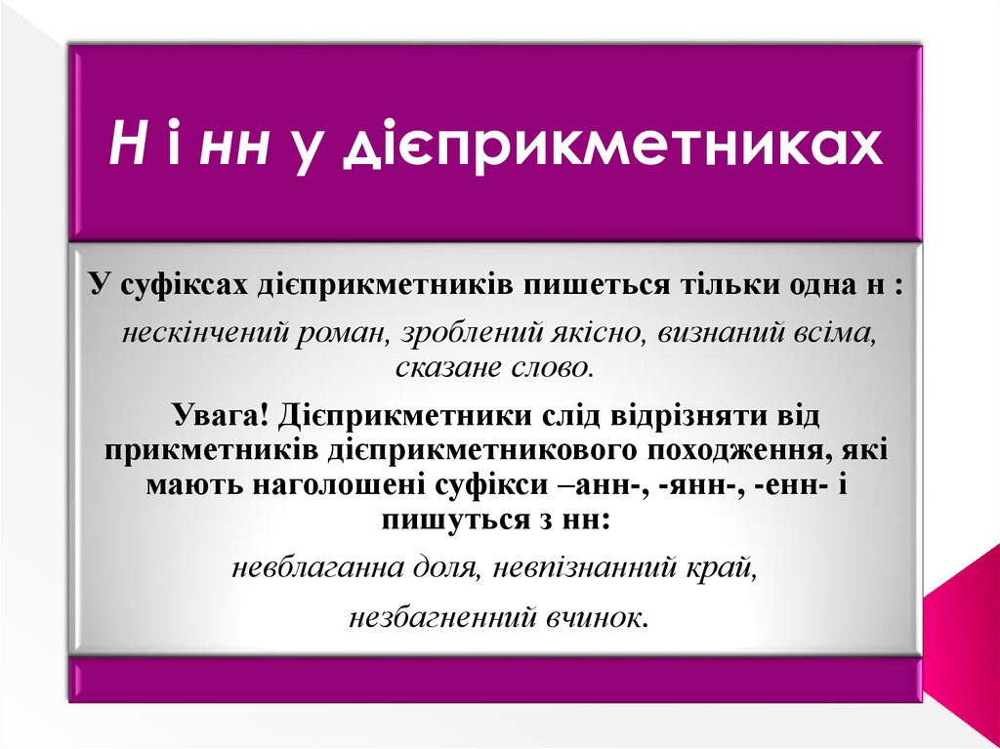 Н і нн у дієприкметниках
У суфіксах дієприкметників пишеться тільки одна н :
нескінчений роман, зроблений якісно, визнаний всіма,
сказане слово.
Увага! Дієприкметники слід відрізняти від
прикметників дієприкметникового походження, які
мають наголошені суфікси –анн-, -янн-, -енн- і
пишуться з нн:
невблаганна доля, невпізнанний край,
незбагненний вчинок.